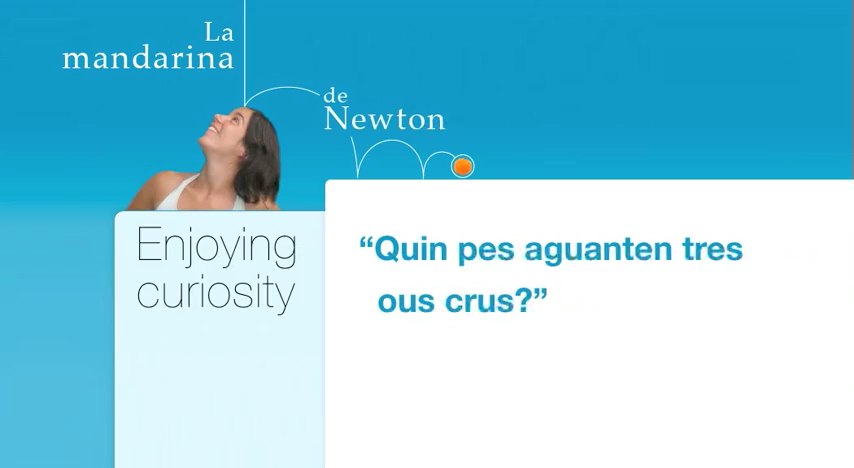 La
mandarina
de
Newton
Enjoying
curiosity
“Quin pes aguanten tres
ous crus?”